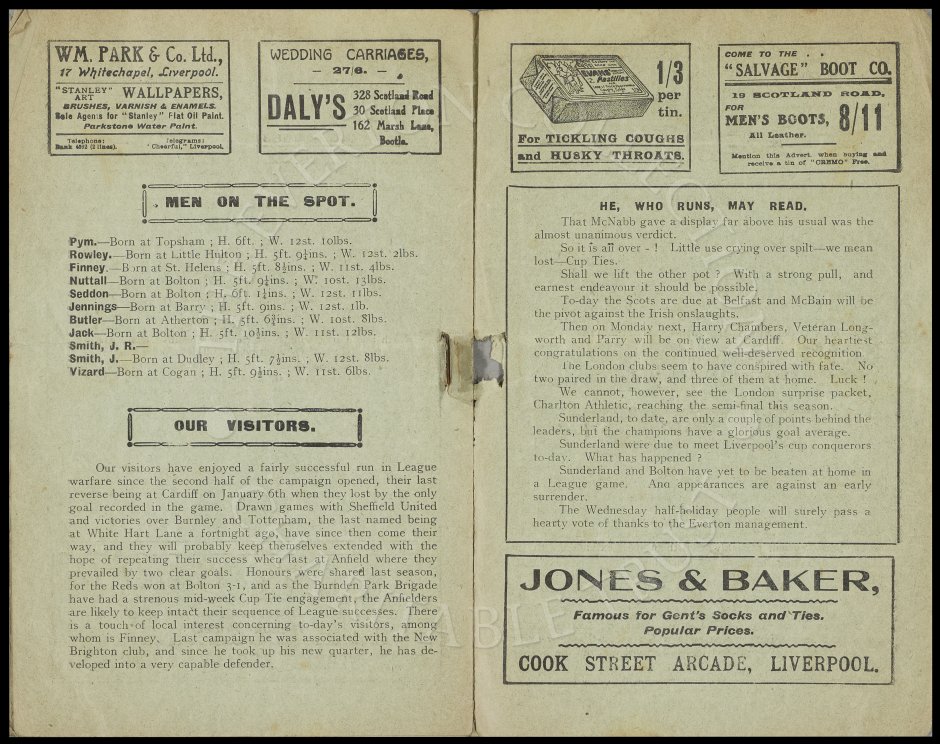 WM. PARK & Co. Ltd.,
17 Whitechapel, Liverpool.
"STANLEY" ART WALLPAPERS,
BRUSHES, VARNISH & ENAMELS.
Sole Agents for "Stanley" Flat Oil Paint.
Parkstone Water Paint.
Telephone: Telegrams:
Bank 4592 (2 lines). "Cheerful," Liverpool.
WEDDING CARRIAGES,
— 27/6. —
DALY'S
328 Scotland Road
30 Scotland Place
162 Marsh Lane,
Bootle.
MEN ON THE SPOT.
Pym.—Born at Topsham ; H. 6ft. ; W. 12st. 10lbs.
Rowley.—Born at Little Hulton ; H. 5ft. 9¼ins. ; W. 12st. 2lbs.
Finney.—Born at St. Helens ; H. 5ft. 8½ins. ; W. 11st. 4lbs.
Nuttall—Born at Bolton ; H. 5ft. 9¼ins. ; W. 10st. 13lbs.
Seddon—Born at Bolton ; H. 6ft. 1¼ins. ; W. 12st. 11lbs.
Jennings—Born at Barry ; H. 5ft. 9ins. ; W. 12st. 1lb.
Butler—Born at Atherton ; H. 5ft. 6¾ins. ; W. 10st. 8lbs.
Jack—Born at Bolton ; H. 5ft. 10½ins. ; W. 11st. 12lbs.
Smith, J. R.—
Smith, J.—Born at Dudley ; H. 5ft. 7½ins. ; W. 12st. 8lbs.
Vizard—Born at Cogan ; H. 5ft. 9½ins. ; W. 11st. 6lbs.
OUR VISITORS.
Our visitors have enjoyed a fairly successful run in League
warfare since the second half of the campaign opened, their last
reverse being at Cardiff on January 6th when they lost by the only
goal recorded in the game. Drawn games with Sheffield United
and victories over Burnley and Tottenham, the last named being
at White Hart Lane a fortnight ago, have since then come their
way, and they will probably keep themselves extended with the
hope of repeating their success when last at Anfield where they
prevailed by two clear goals. Honours were shared last season,
for the Reds won at Bolton 3-1, and as the Burnden Park Brigade
have had a strenous mid-week Cup Tie engagement, the Anfielders
are likely to keep intact their sequence of League successes. There
is a touch of local interest concerning to-day's visitors, among
whom is Finney. Last campaign he was associated with the New
Brighton club, and since he took up his new quarter, he has de-
veloped into a very capable defender.
EVANS' Pastilles
1/3
per
tin.
For TICKLING COUGHS
and HUSKY THROATS.
COME TO THE . .
"SALVAGE" BOOT CO.
19 SCOTLAND ROAD,
FOR
MEN'S BOOTS, 8/11
All Leather.
Mention this Advert. when buying and
receive a tin of "CREMO" Free.
HE, WHO RUNS, MAY READ.
That McNabb gave a display far above his usual was the
almost unanimous verdict.
So it is all over - ! Little use crying over spilt—we mean
lost—Cup Ties.
Shall we lift the other pot ? With a strong pull, and
earnest endeavour it should be possible.
To-day the Scots are due at Belfast and McBain will be
the pivot against the Irish onslaughts.
Then on Monday next, Harry Chambers, Veteran Long-
worth and Parry will be on view at Cardiff. Our heartiest
congratulations on the continued well-deserved recognition.
The London clubs seem to have conspired with fate. No
two paired in the draw, and three of them at home. Luck !
We cannot, however, see the London surprise packet,
Charlton Athletic, reaching the semi-final this season.
Sunderland, to date, are only a couple of points behind the
leaders, but the champions have a glorious goal average.
Sunderland were due to meet Liverpool's cup conquerors
to-day. What has happened ?
Sunderland and Bolton have yet to be beaten at home in
a League game. And appearances are against an early
surrender.
The Wednesday half-holiday people will surely pass a
hearty vote of thanks to the Everton management.
JONES & BAKER,
Famous for Gent's Socks and Ties.
Popular Prices.
COOK STREET ARCADE, LIVERPOOL.